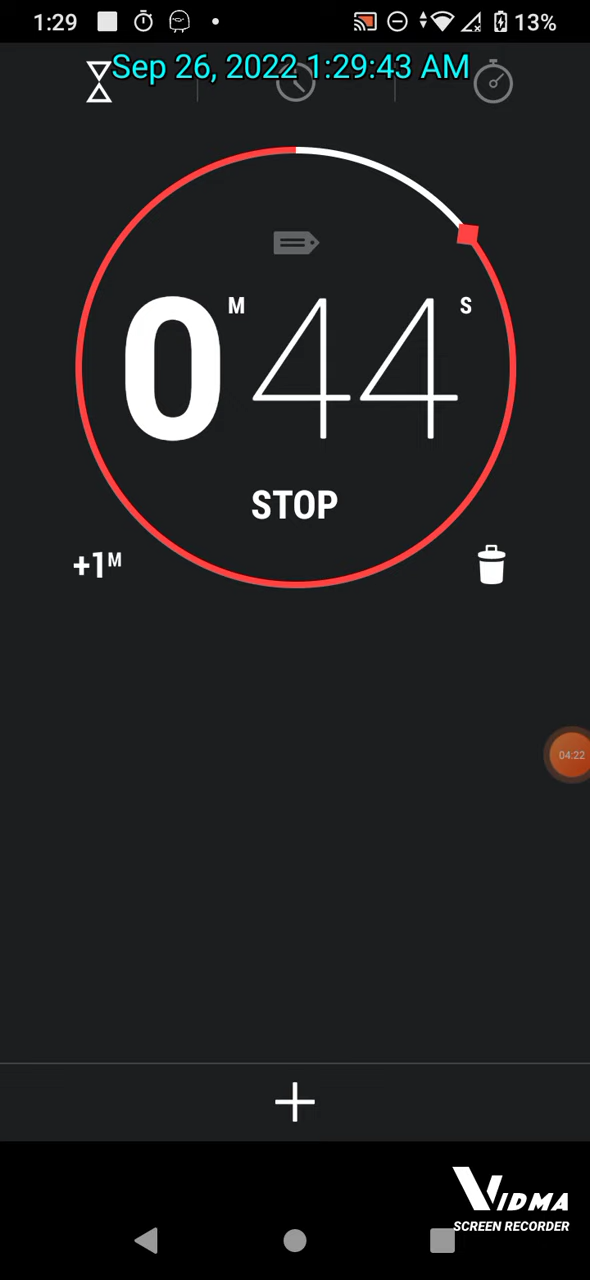 1:29 13%
Sep 26, 2022 1:29:43 AM
0 M 44 S
STOP
+1M
04:22
VIDMA
SCREEN RECORDER